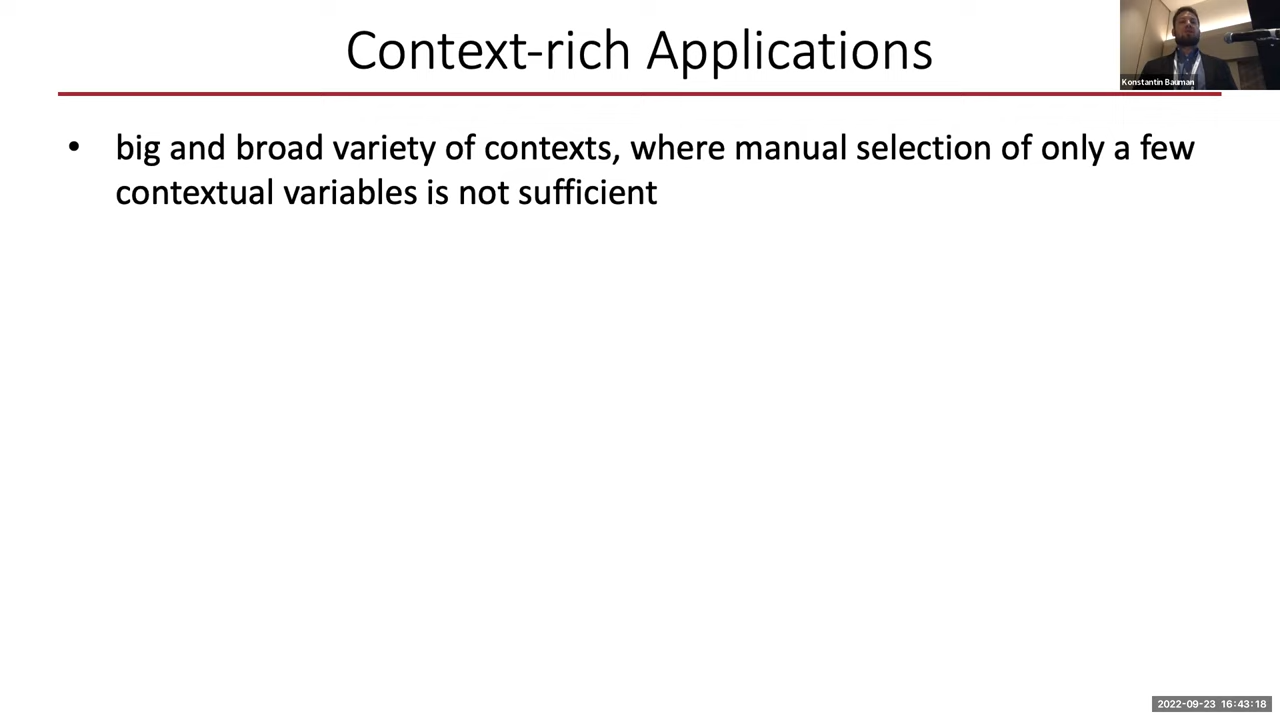 Context-rich Applications
Konstantin Bauman
• big and broad variety of contexts, where manual selection of only a few
contextual variables is not sufficient
2022-09-23 16:43:18